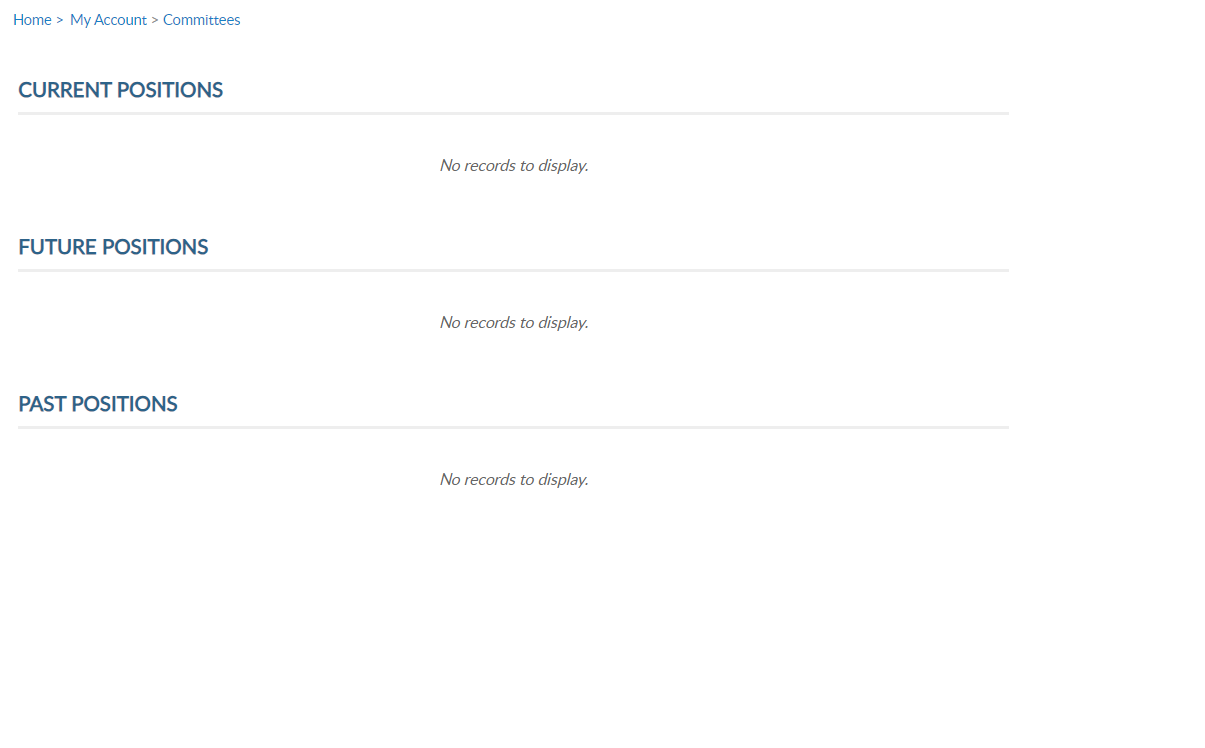 Home > My Account > Committees
CURRENT POSITIONS
No records to display.
FUTURE POSITIONS
No records to display.
PAST POSITIONS
No records to display.